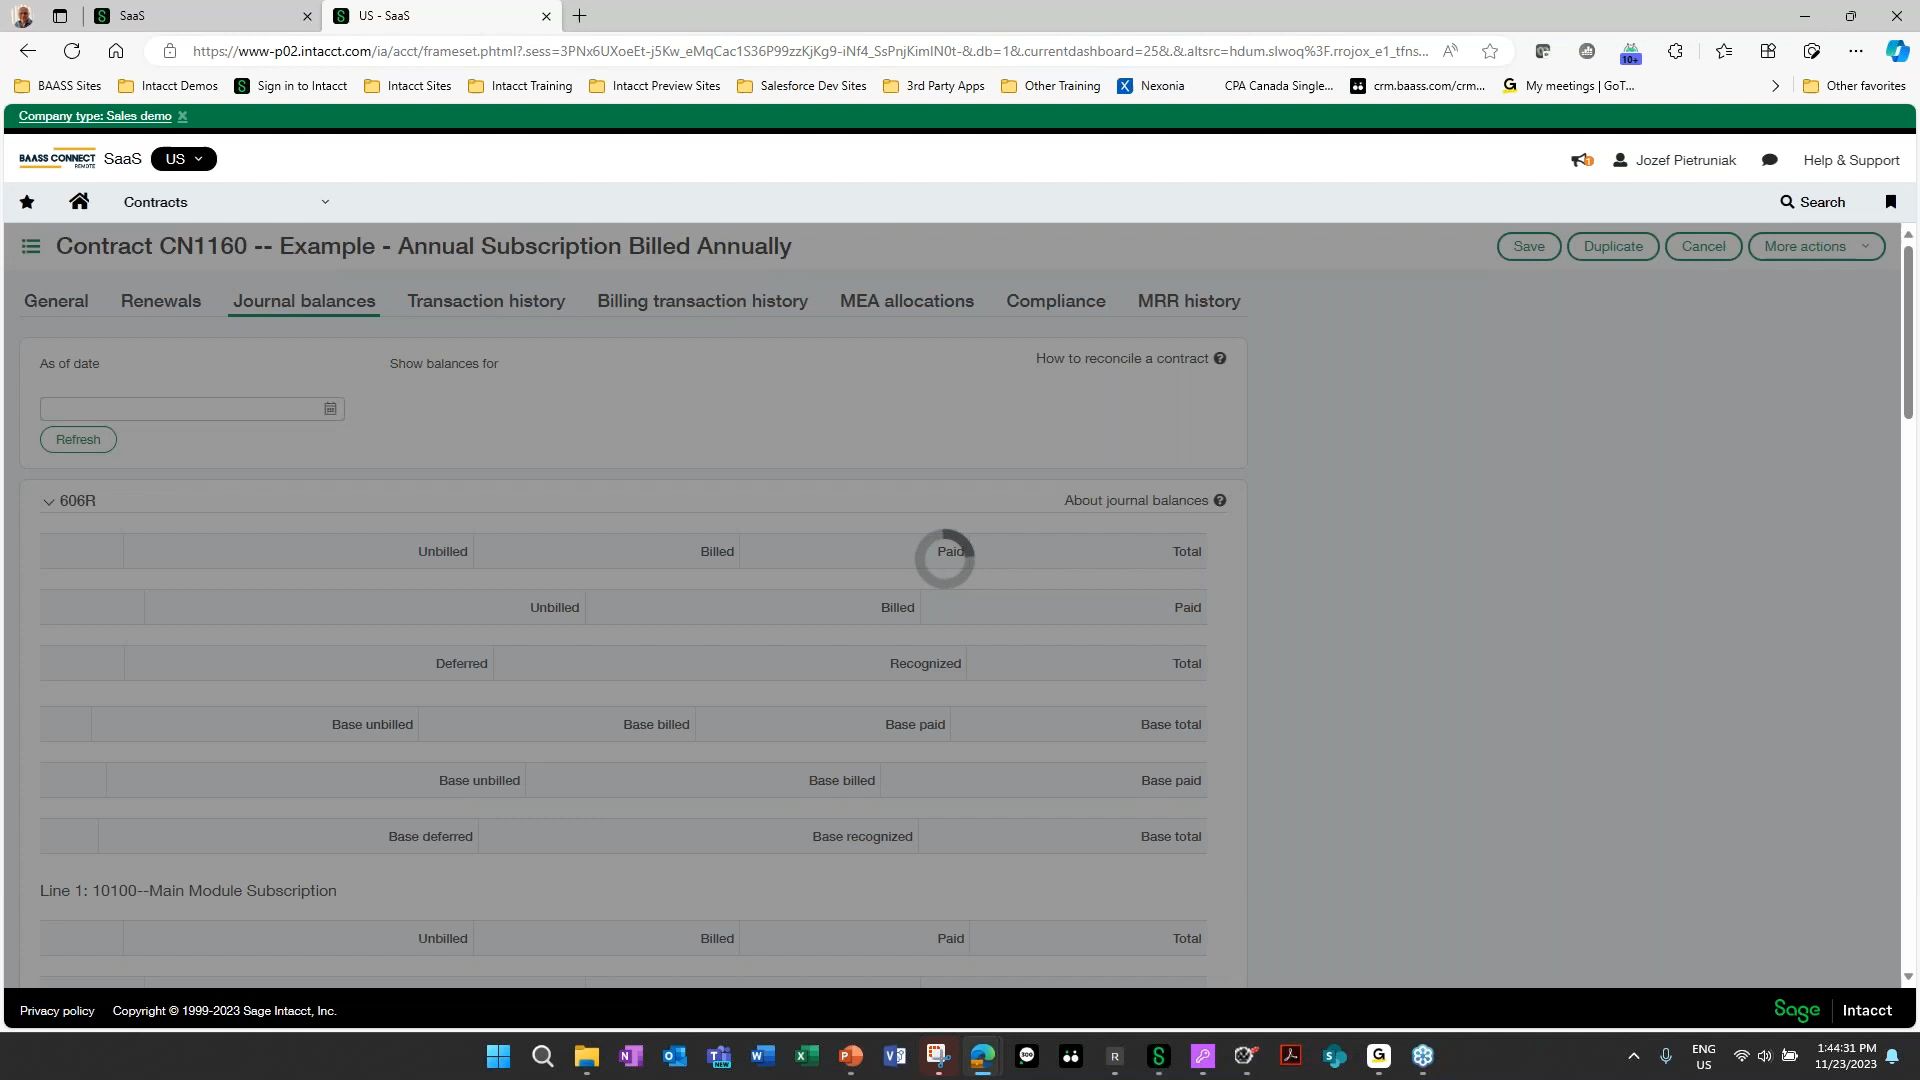 SaaS
US - SaaS
https://www-p02.intacct.com/ia/acct/frameset.phtml?.sess=3PNx6UXoeEt-j5Kw_eMqCac1S36P99zzKjKg9-iNf4_SsPnjKimIN0t-&.db=1&.currentdashboard=25&.&.altsrc=hdum.slwoq%3F.rrojox_e1_tfns...
10+
BAASS Sites
Intacct Demos
Sign in to Intacct
Intacct Sites
Intacct Training
Intacct Preview Sites
Salesforce Dev Sites
3rd Party Apps
Other Training
Nexonia
CPA Canada Single...
crm.baass.com/crm...
My meetings | GoT...
Other favorites
Company type: Sales demo
BAASS CONNECT REMOTE SaaS US
1
Jozef Pietruniak
Help & Support
Contracts
Search
Contract CN1160 -- Example - Annual Subscription Billed Annually
Save
Duplicate
Cancel
More actions
General
Renewals
Journal balances
Transaction history
Billing transaction history
MEA allocations
Compliance
MRR history
As of date
Show balances for
How to reconcile a contract
Refresh
606R
About journal balances
Unbilled Billed Paid Total
Unbilled Billed Paid
Deferred Recognized Total
Base unbilled Base billed Base paid Base total
Base unbilled Base billed Base paid
Base deferred Base recognized Base total
Line 1: 10100--Main Module Subscription
Unbilled Billed Paid Total
Privacy policy
Copyright © 1999-2023 Sage Intacct, Inc.
Sage Intacct
ENG
US
1:44:31 PM
11/23/2023